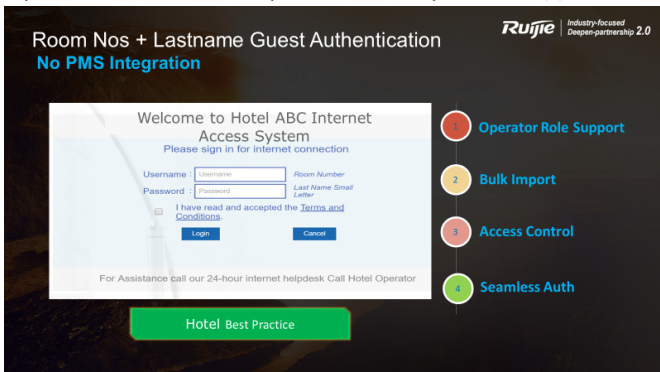 Room Nos + Lastname Guest Authentication
No PMS Integration
Ruijie
Industry-focused
Deepen-partnership 2.0
Welcome to Hotel ABC Internet
Access System
Please sign in for internet connection
Username : Username Room Number
Password : Password Last Name Small
Letter
I have read and accepted the Terms and
Conditions.
Login Cancel
For Assistance call our 24-hour internet helpdesk Call Hotel Operator
Hotel Best Practice
1 Operator Role Support
2 Bulk Import
3 Access Control
4 Seamless Auth